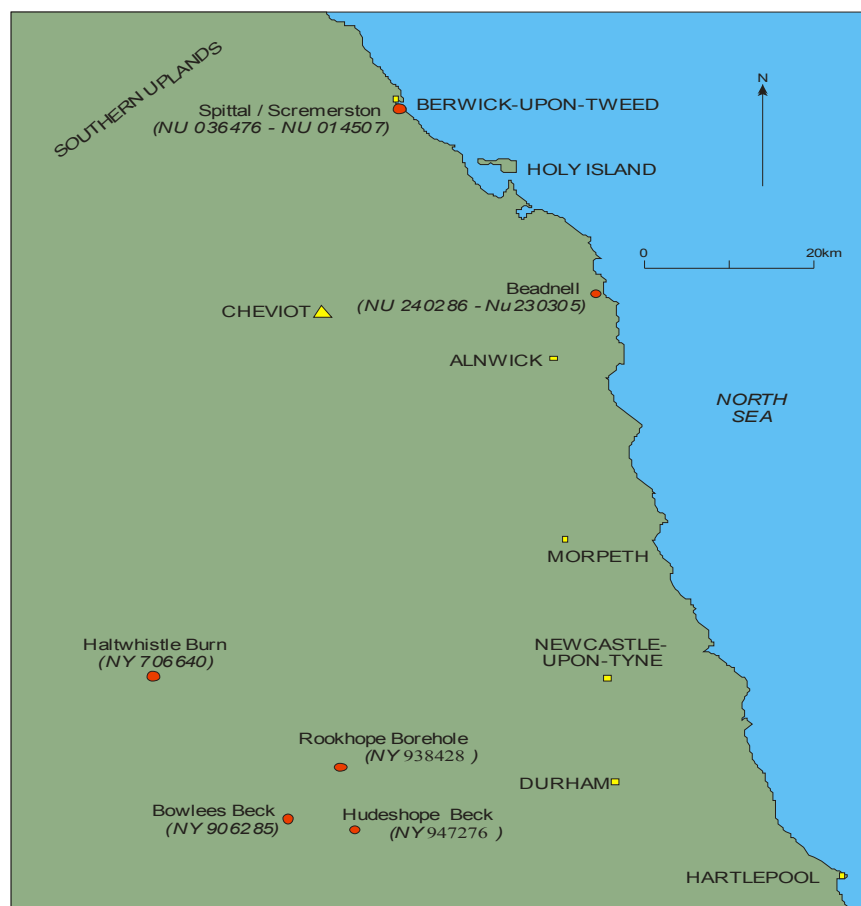 SOUTHERN UPLANDS
Spittal / Scremerston
(NU 036476 - NU 014507)
BERWICK-UPON-TWEED
N
HOLY ISLAND
0 20km
Beadnell
(NU 240286 - Nu230305)
CHEVIOT
ALNWICK
NORTH
SEA
MORPETH
Haltwhistle Burn
(NY 706640)
NEWCASTLE-
UPON-TYNE
Rookhope Borehole
(NY 938428 )
DURHAM
Bowlees Beck
(NY 906285)
Hudeshope Beck
(NY 947276 )
HARTLEPOOL